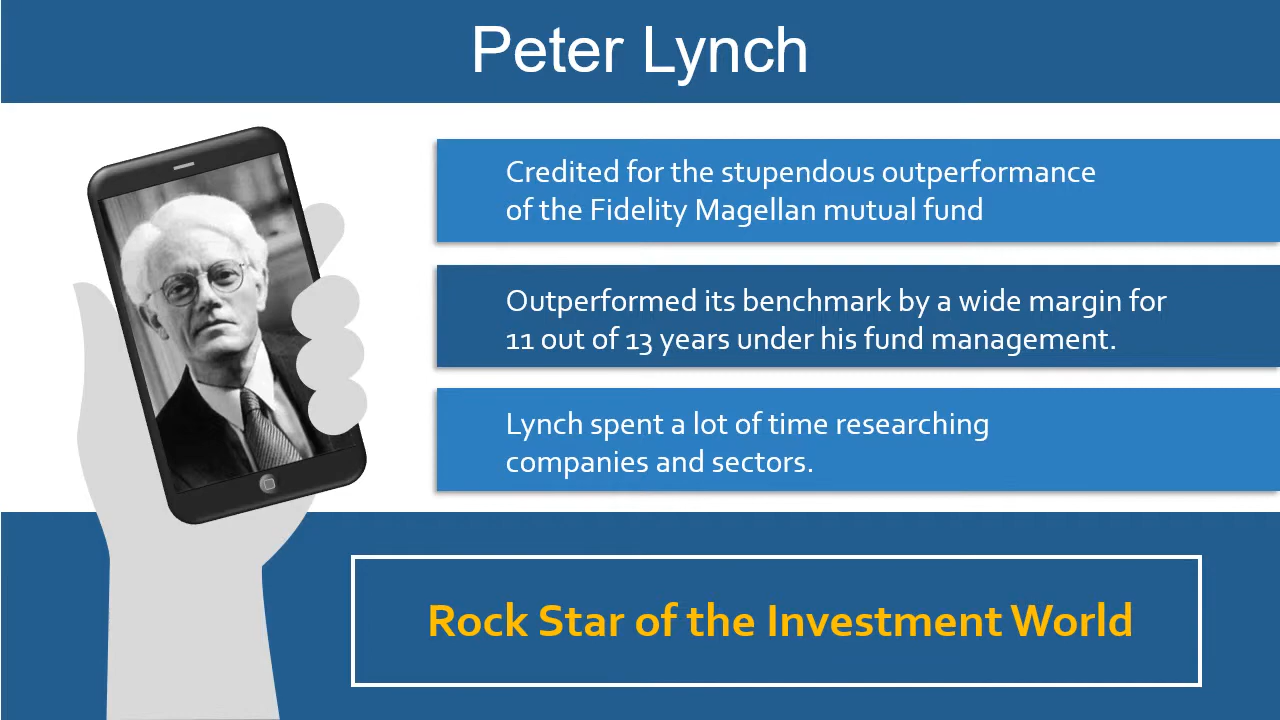 Peter Lynch
Credited for the stupendous outperformance
of the Fidelity Magellan mutual fund
Outperformed its benchmark by a wide margin for
11 out of 13 years under his fund management.
Lynch spent a lot of time researching
companies and sectors.
Rock Star of the Investment World